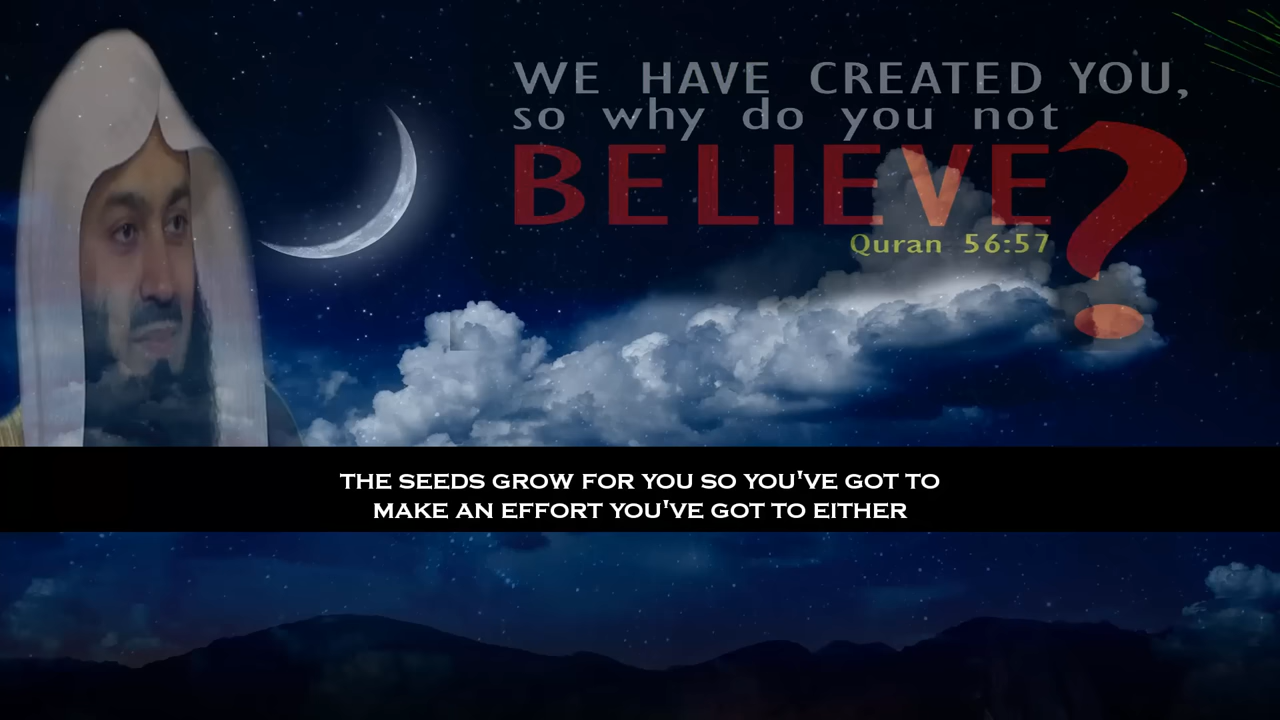 WE HAVE CREATED YOU,
so why do you not
BELIEVE?
Quran 56:57
THE SEEDS GROW FOR YOU SO YOU'VE GOT TO
MAKE AN EFFORT YOU'VE GOT TO EITHER